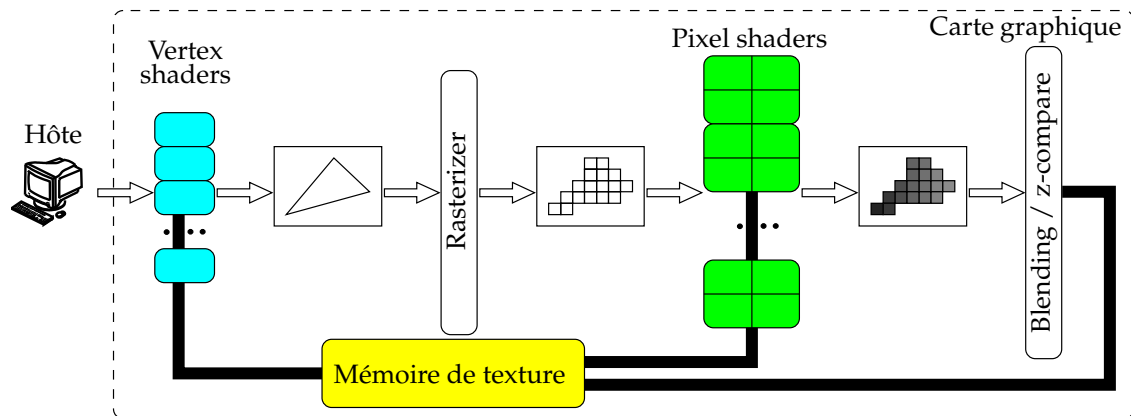 Carte graphique
Pixel shaders
Vertex
shaders
Hôte
Rasterizer
Blending / z-compare
Mémoire de texture